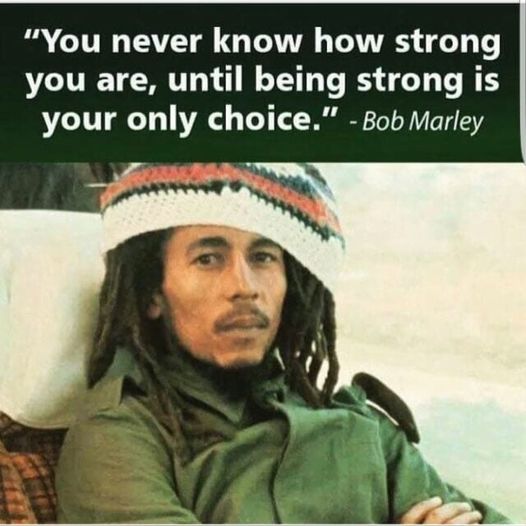 “You never know how strong
you are, until being strong is
your only choice.” - Bob Marley